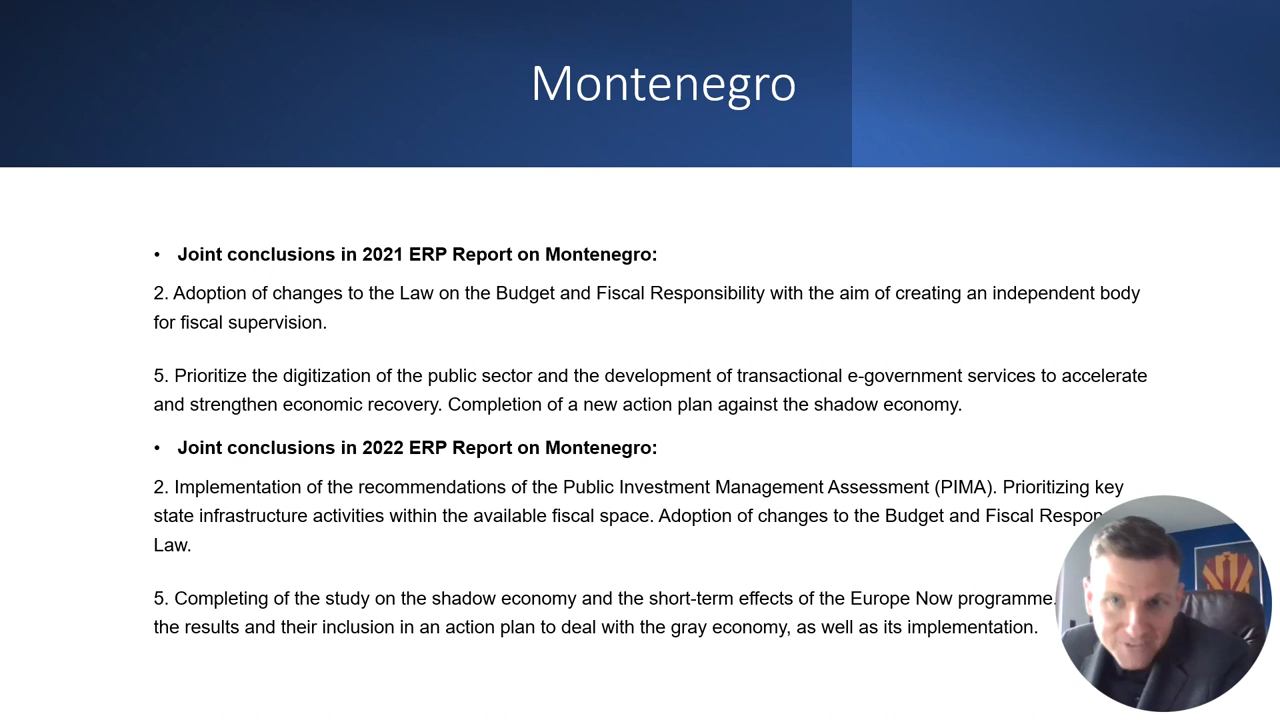 Montenegro
• Joint conclusions in 2021 ERP Report on Montenegro:
2. Adoption of changes to the Law on the Budget and Fiscal Responsibility with the aim of creating an independent body
for fiscal supervision.
5. Prioritize the digitization of the public sector and the development of transactional e-government services to accelerate
and strengthen economic recovery. Completion of a new action plan against the shadow economy.
• Joint conclusions in 2022 ERP Report on Montenegro:
2. Implementation of the recommendations of the Public Investment Management Assessment (PIMA). Prioritizing key
state infrastructure activities within the available fiscal space. Adoption of changes to the Budget and Fiscal
Law.
5. Completing of the study on the shadow economy and the short-term effects of the Europe Now programme.
the results and their inclusion in an action plan to deal with the gray economy, as well as its implementation.